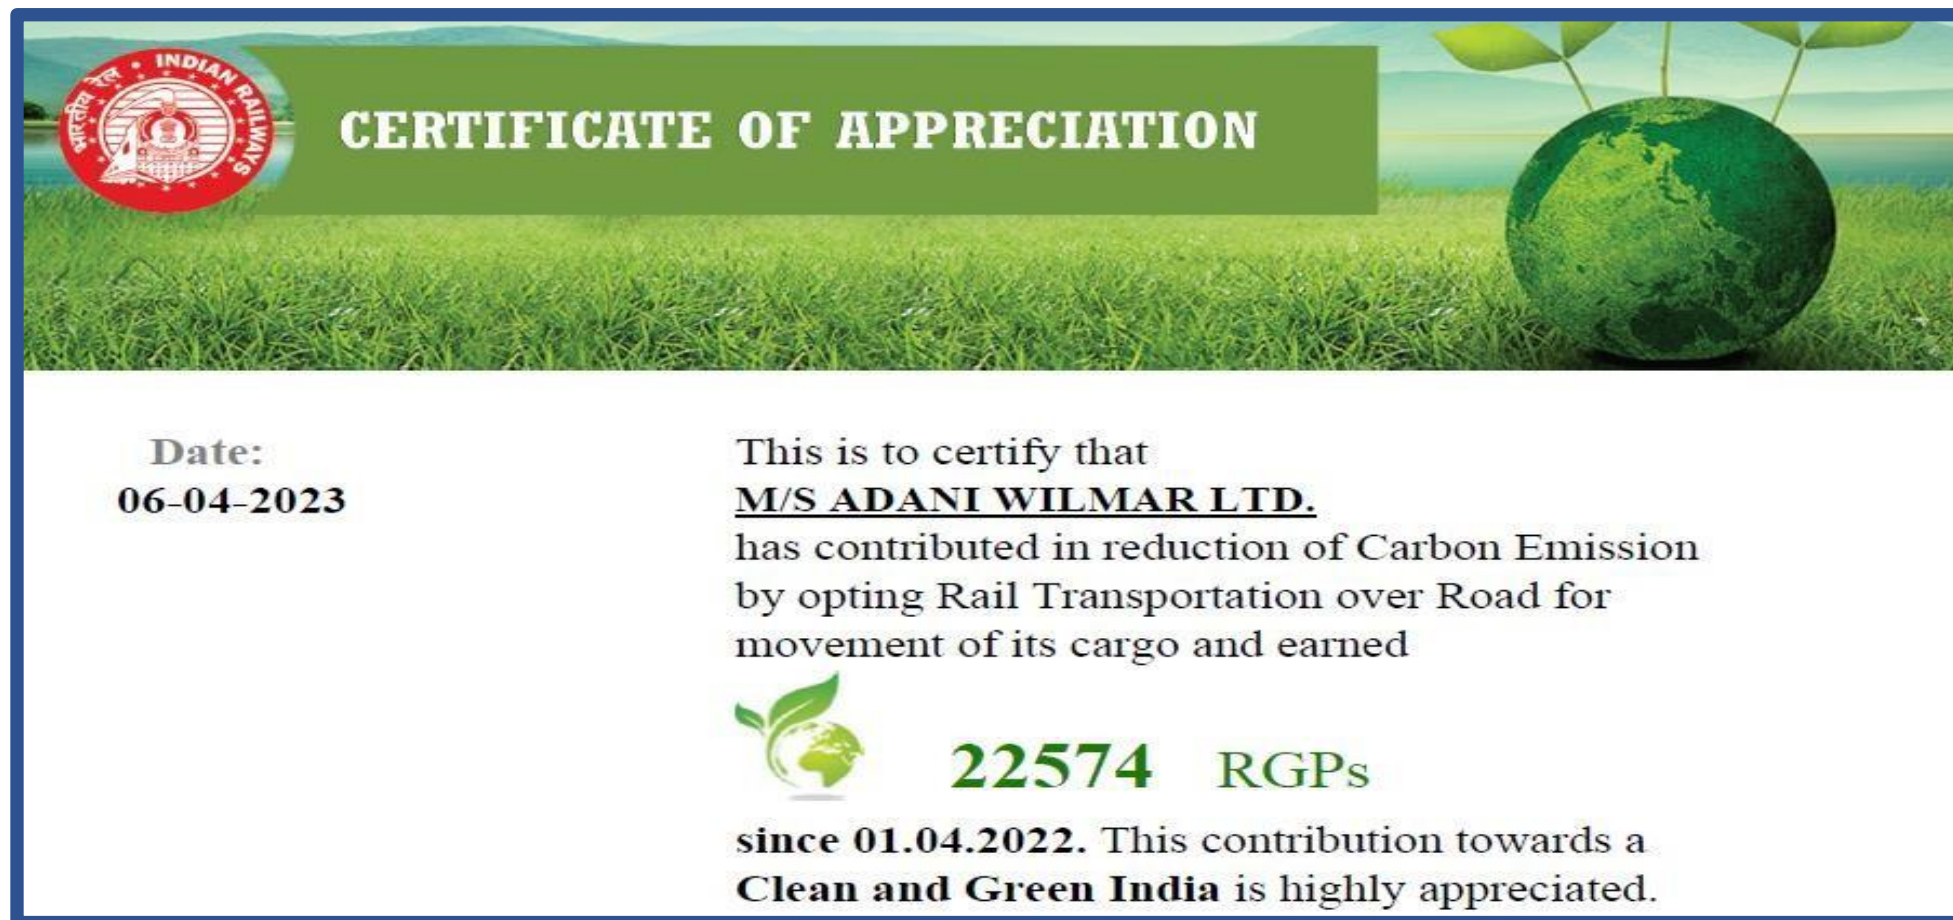 भारतीय रेल • INDIAN RAILWAYS
CERTIFICATE OF APPRECIATION
Date:
06-04-2023
This is to certify that
M/S ADANI WILMAR LTD.
has contributed in reduction of Carbon Emission
by opting Rail Transportation over Road for
movement of its cargo and earned
22574 RGPs
since 01.04.2022. This contribution towards a
Clean and Green India is highly appreciated.